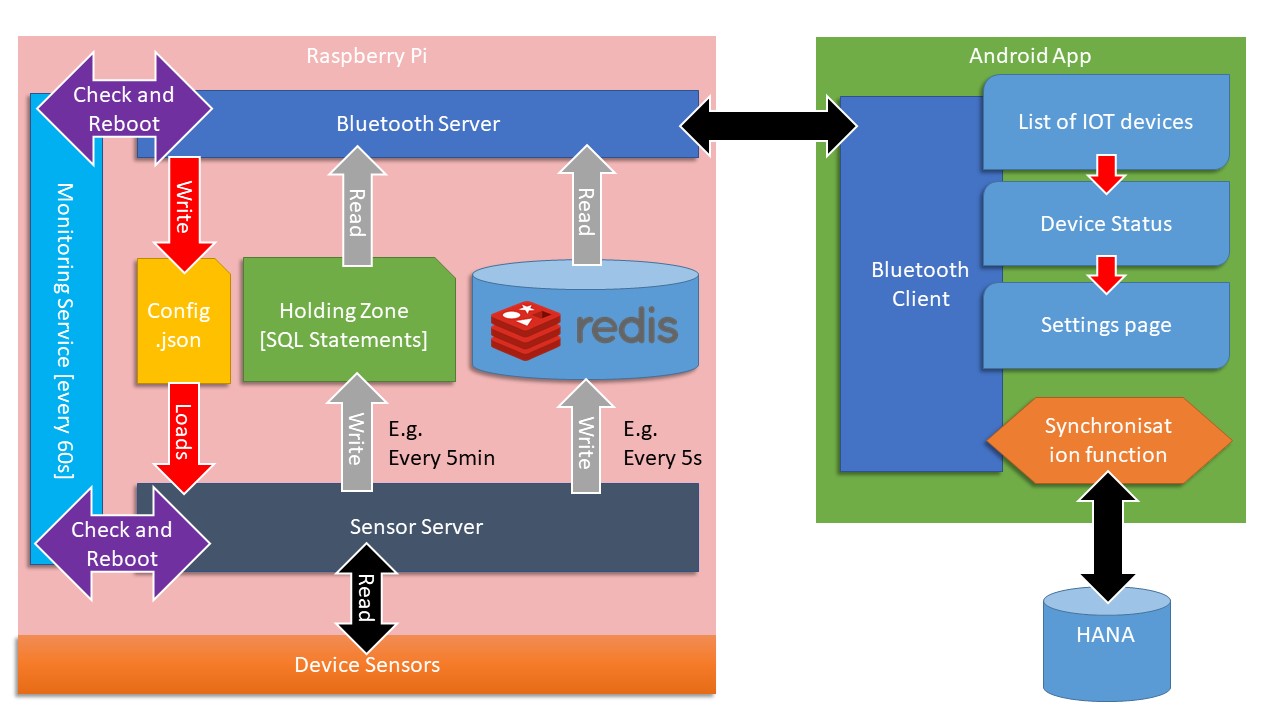 Raspberry Pi
Check and
Reboot
Bluetooth Server
Monitoring Service [every 60s]
Write
Read
Read
Config
.json
Holding Zone
[SQL Statements]
redis
Loads
Write
E.g.
Every 5min
Write
E.g.
Every 5s
Check and
Reboot
Sensor Server
Read
Device Sensors
Android App
Bluetooth
Client
List of IOT devices
Device Status
Settings page
Synchronisat
ion function
HANA